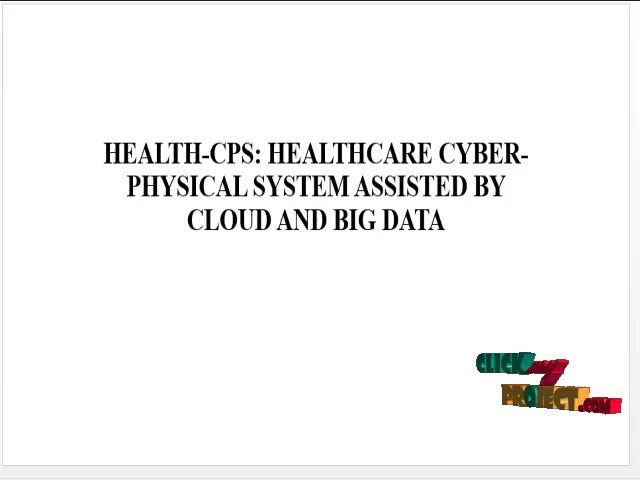 HEALTH-CPS: HEALTHCARE CYBER-
PHYSICAL SYSTEM ASSISTED BY
CLOUD AND BIG DATA
CLICK
PROJECT.COM